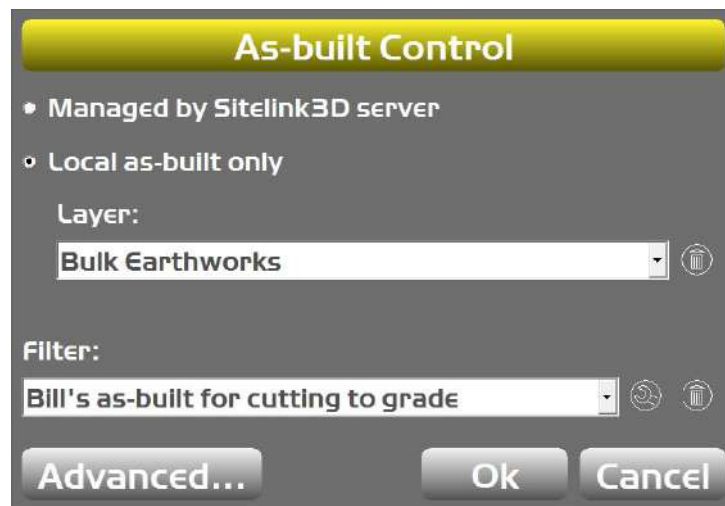 As-built Control
Managed by Sitelink3D server
Local as-built only
Layer:
Bulk Earthworks
Filter:
Bill's as-built for cutting to grade
Advanced... Ok Cancel